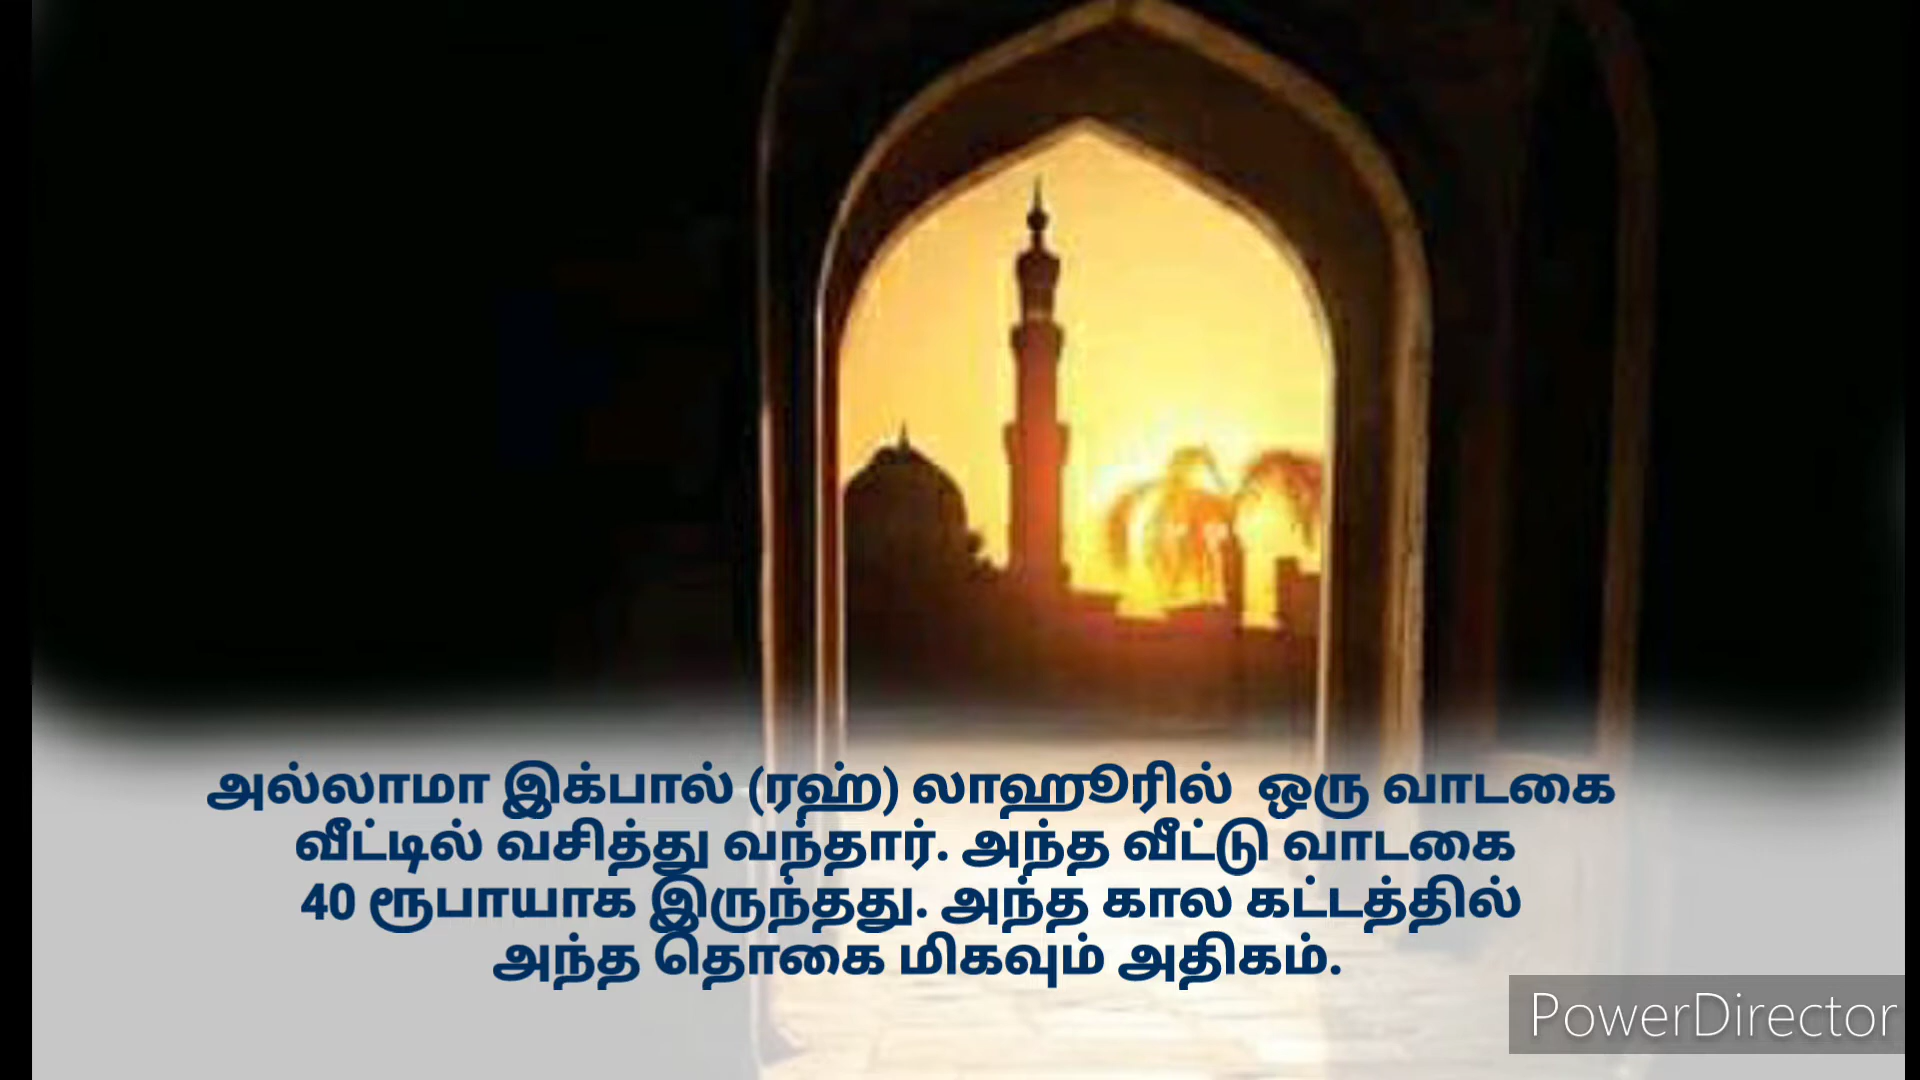 அல்லாமா இக்பால் (ரஹ்) லாஹூரில் ஒரு வாடகை
வீட்டில் வசித்து வந்தார். அந்த வீட்டு வாடகை
40 ரூபாயாக இருந்தது. அந்த கால கட்டத்தில்
அந்த தொகை மிகவும் அதிகம்.
PowerDirector